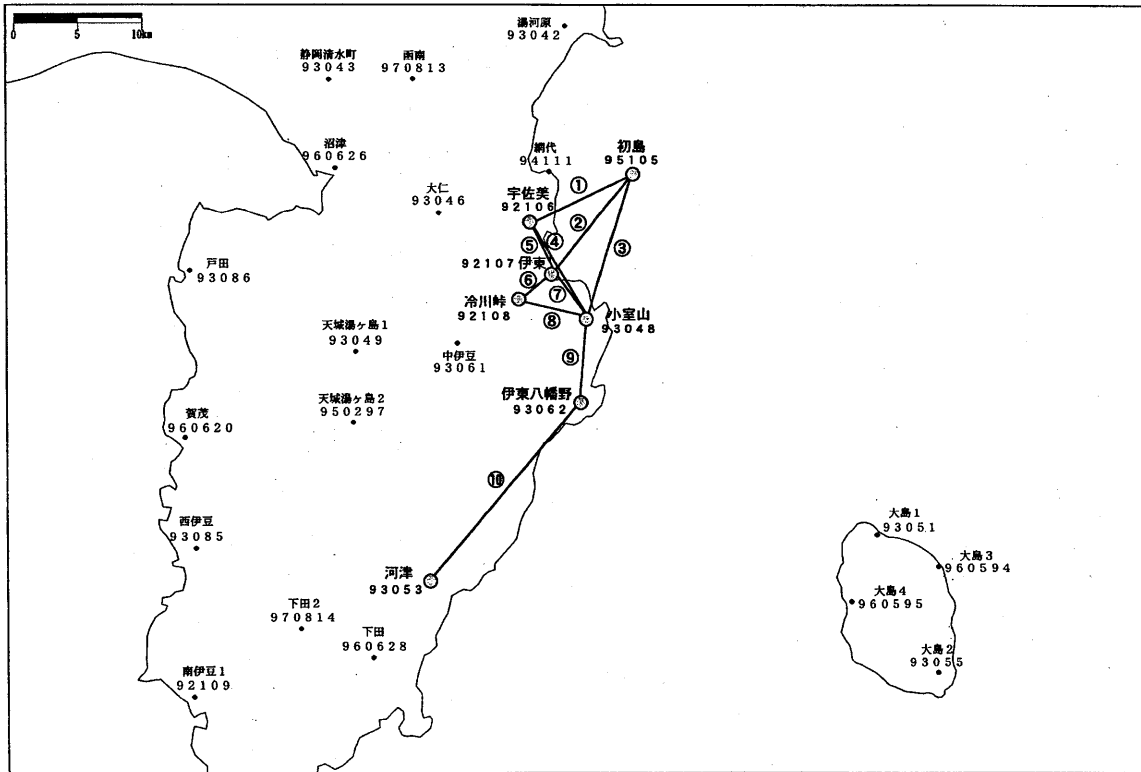 0 5 10km
湯河原
93042
静岡清水町
93043
函南
970813
沼津
960626
網代
94111
初島
95105
大仁
93046
宇佐美
92106
①
②
③
④
⑤
戸田
93086
92107 伊東
⑥
⑦
冷川峠
92108
⑧
小室山
93048
天城湯ヶ島1
93049
中伊豆
93061
⑨
伊東八幡野
93062
天城湯ヶ島2
950297
賀茂
960620
⑩
西伊豆
93085
大島1
93051
大島3
960594
河津
93053
大島4
960595
下田2
970814
下田
960628
大島2
93055
南伊豆1
92109